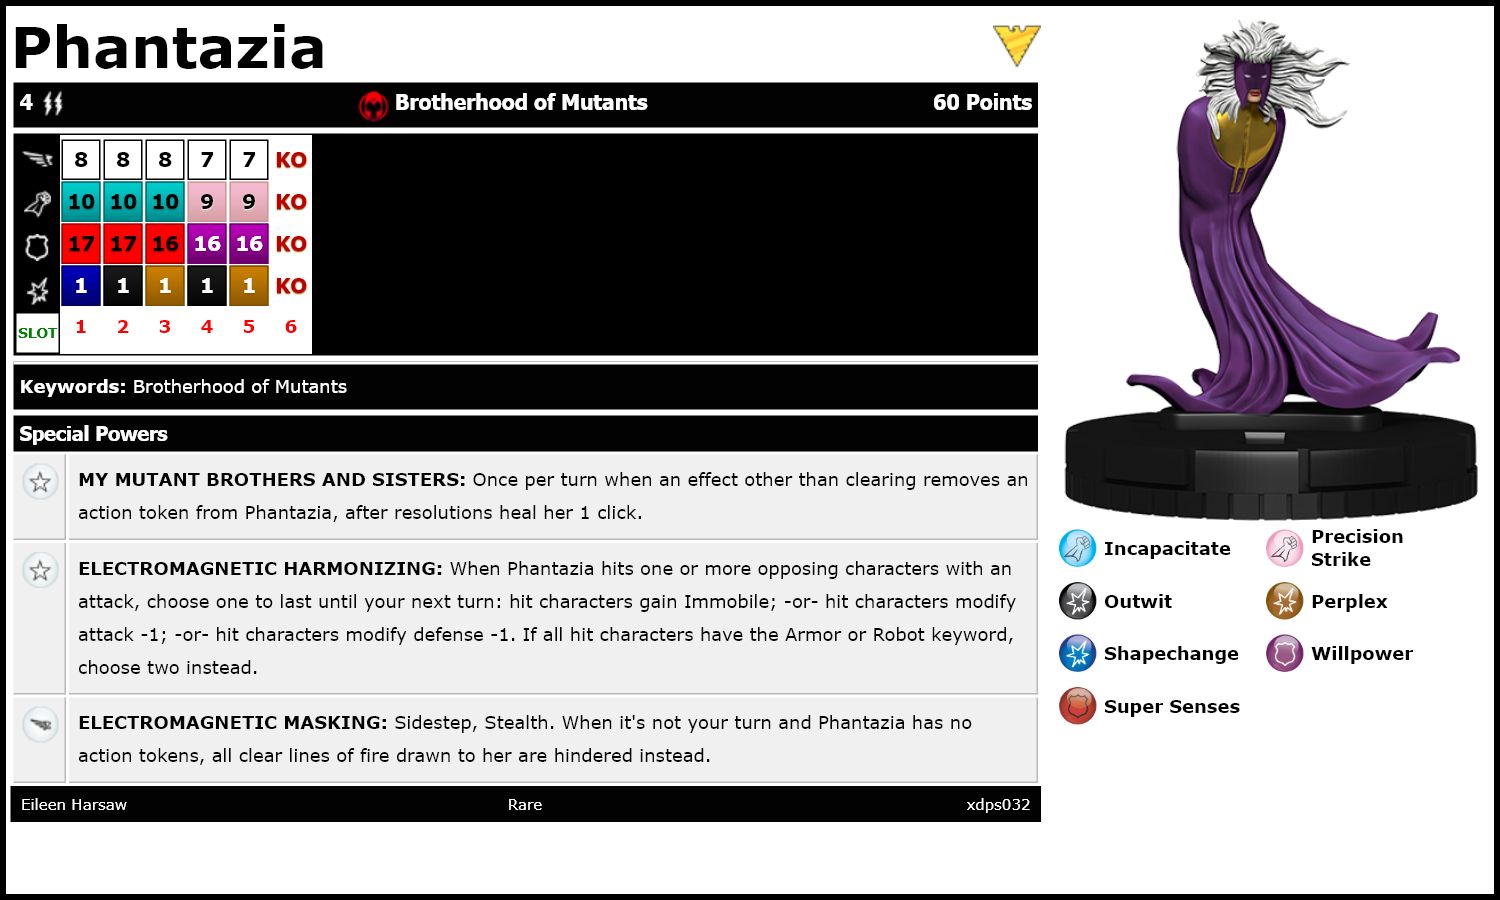 Phantazia
4 Brotherhood of Mutants 60 Points
8 8 8 7 7 KO
10 10 10 9 9 KO
17 17 16 16 16 KO
1 1 1 1 1 KO
SLOT 1 2 3 4 5 6
Keywords: Brotherhood of Mutants
Special Powers
MY MUTANT BROTHERS AND SISTERS: Once per turn when an effect other than clearing removes an
action token from Phantazia, after resolutions heal her 1 click.
ELECTROMAGNETIC HARMONIZING: When Phantazia hits one or more opposing characters with an
attack, choose one to last until your next turn: hit characters gain Immobile; -or- hit characters modify
attack -1; -or- hit characters modify defense -1. If all hit characters have the Armor or Robot keyword,
choose two instead.
ELECTROMAGNETIC MASKING: Sidestep, Stealth. When it's not your turn and Phantazia has no
action tokens, all clear lines of fire drawn to her are hindered instead.
Eileen Harsaw Rare xdps032
Incapacitate
Precision
Strike
Outwit
Perplex
Shapechange
Willpower
Super Senses